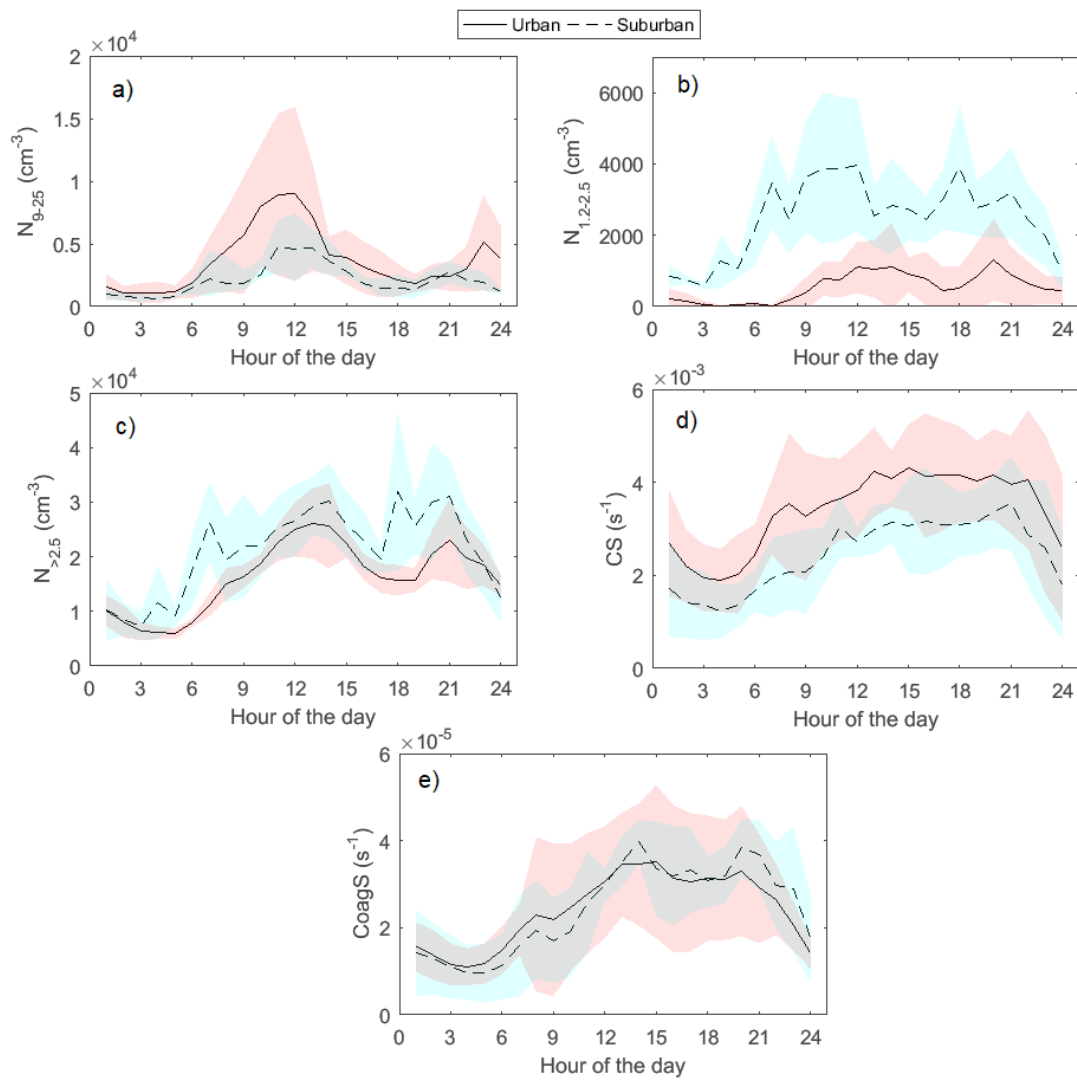 Urban Suburban
×10⁴
a)
N₉₋₂₅ (cm⁻³)
2
1.5
1
0.5
0
0 3 6 9 12 15 18 21 24
Hour of the day
b)
N₁.₂₋₂.₅ (cm⁻³)
6000
4000
2000
0
0 3 6 9 12 15 18 21 24
Hour of the day
×10⁴
c)
N>₂.₅ (cm⁻³)
5
4
3
2
1
0
0 3 6 9 12 15 18 21 24
Hour of the day
×10⁻³
d)
CS (s⁻¹)
6
4
2
0
0 3 6 9 12 15 18 21 24
Hour of the day
×10⁻⁵
e)
CoagS (s⁻¹)
6
4
2
0
0 3 6 9 12 15 18 21 24
Hour of the day